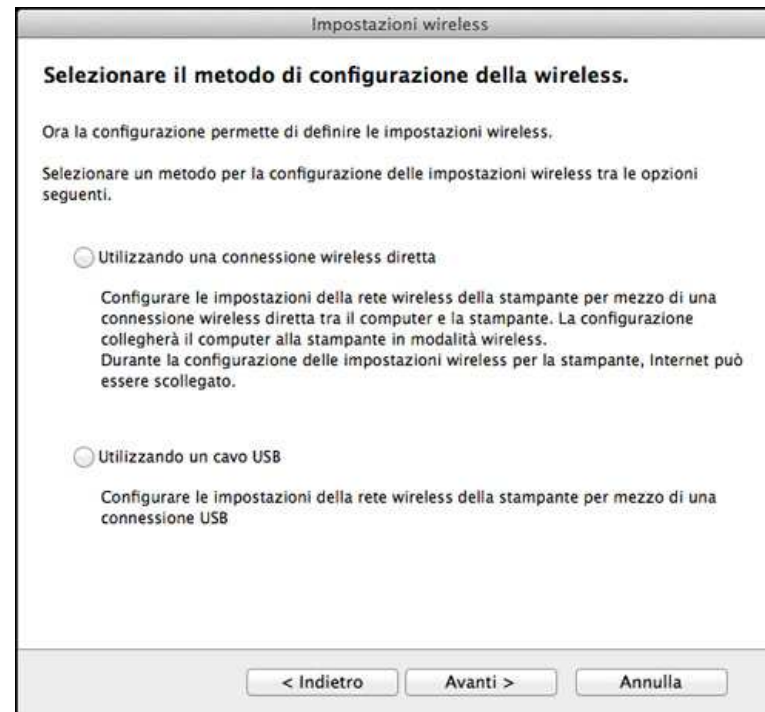 Impostazioni wireless
Selezionare il metodo di configurazione della wireless.
Ora la configurazione permette di definire le impostazioni wireless.
Selezionare un metodo per la configurazione delle impostazioni wireless tra le opzioni
seguenti.
Utilizzando una connessione wireless diretta
Configurare le impostazioni della rete wireless della stampante per mezzo di una
connessione wireless diretta tra il computer e la stampante. La configurazione
collegherà il computer alla stampante in modalità wireless.
Durante la configurazione delle impostazioni wireless per la stampante, Internet può
essere scollegato.
Utilizzando un cavo USB
Configurare le impostazioni della rete wireless della stampante per mezzo di una
connessione USB
< Indietro
Avanti >
Annulla